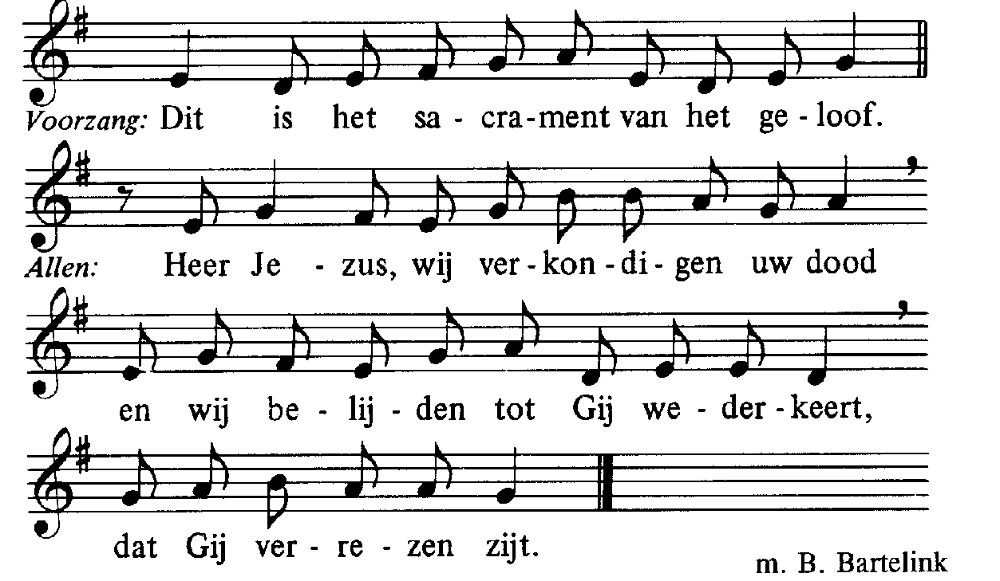 Voorzang: Dit is het sa - cra-ment van het ge - loof.
Allen: Heer Je - zus, wij ver - kon - di - gen uw dood
en wij be - lij - den tot Gij we - der - keert,
dat Gij ver - re - zen zijt.
m. B. Bartelink